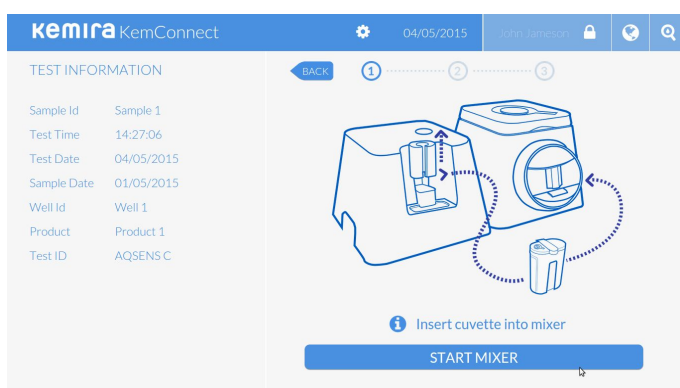 kemira KemConnect
04/05/2015
John Jameson
TEST INFORMATION
BACK
1
2
3
Sample Id Sample 1
Test Time 14:27:06
Test Date 04/05/2015
Sample Date 01/05/2015
Well Id Well 1
Product Product 1
Test ID AQSENS C
i Insert cuvette into mixer
START MIXER